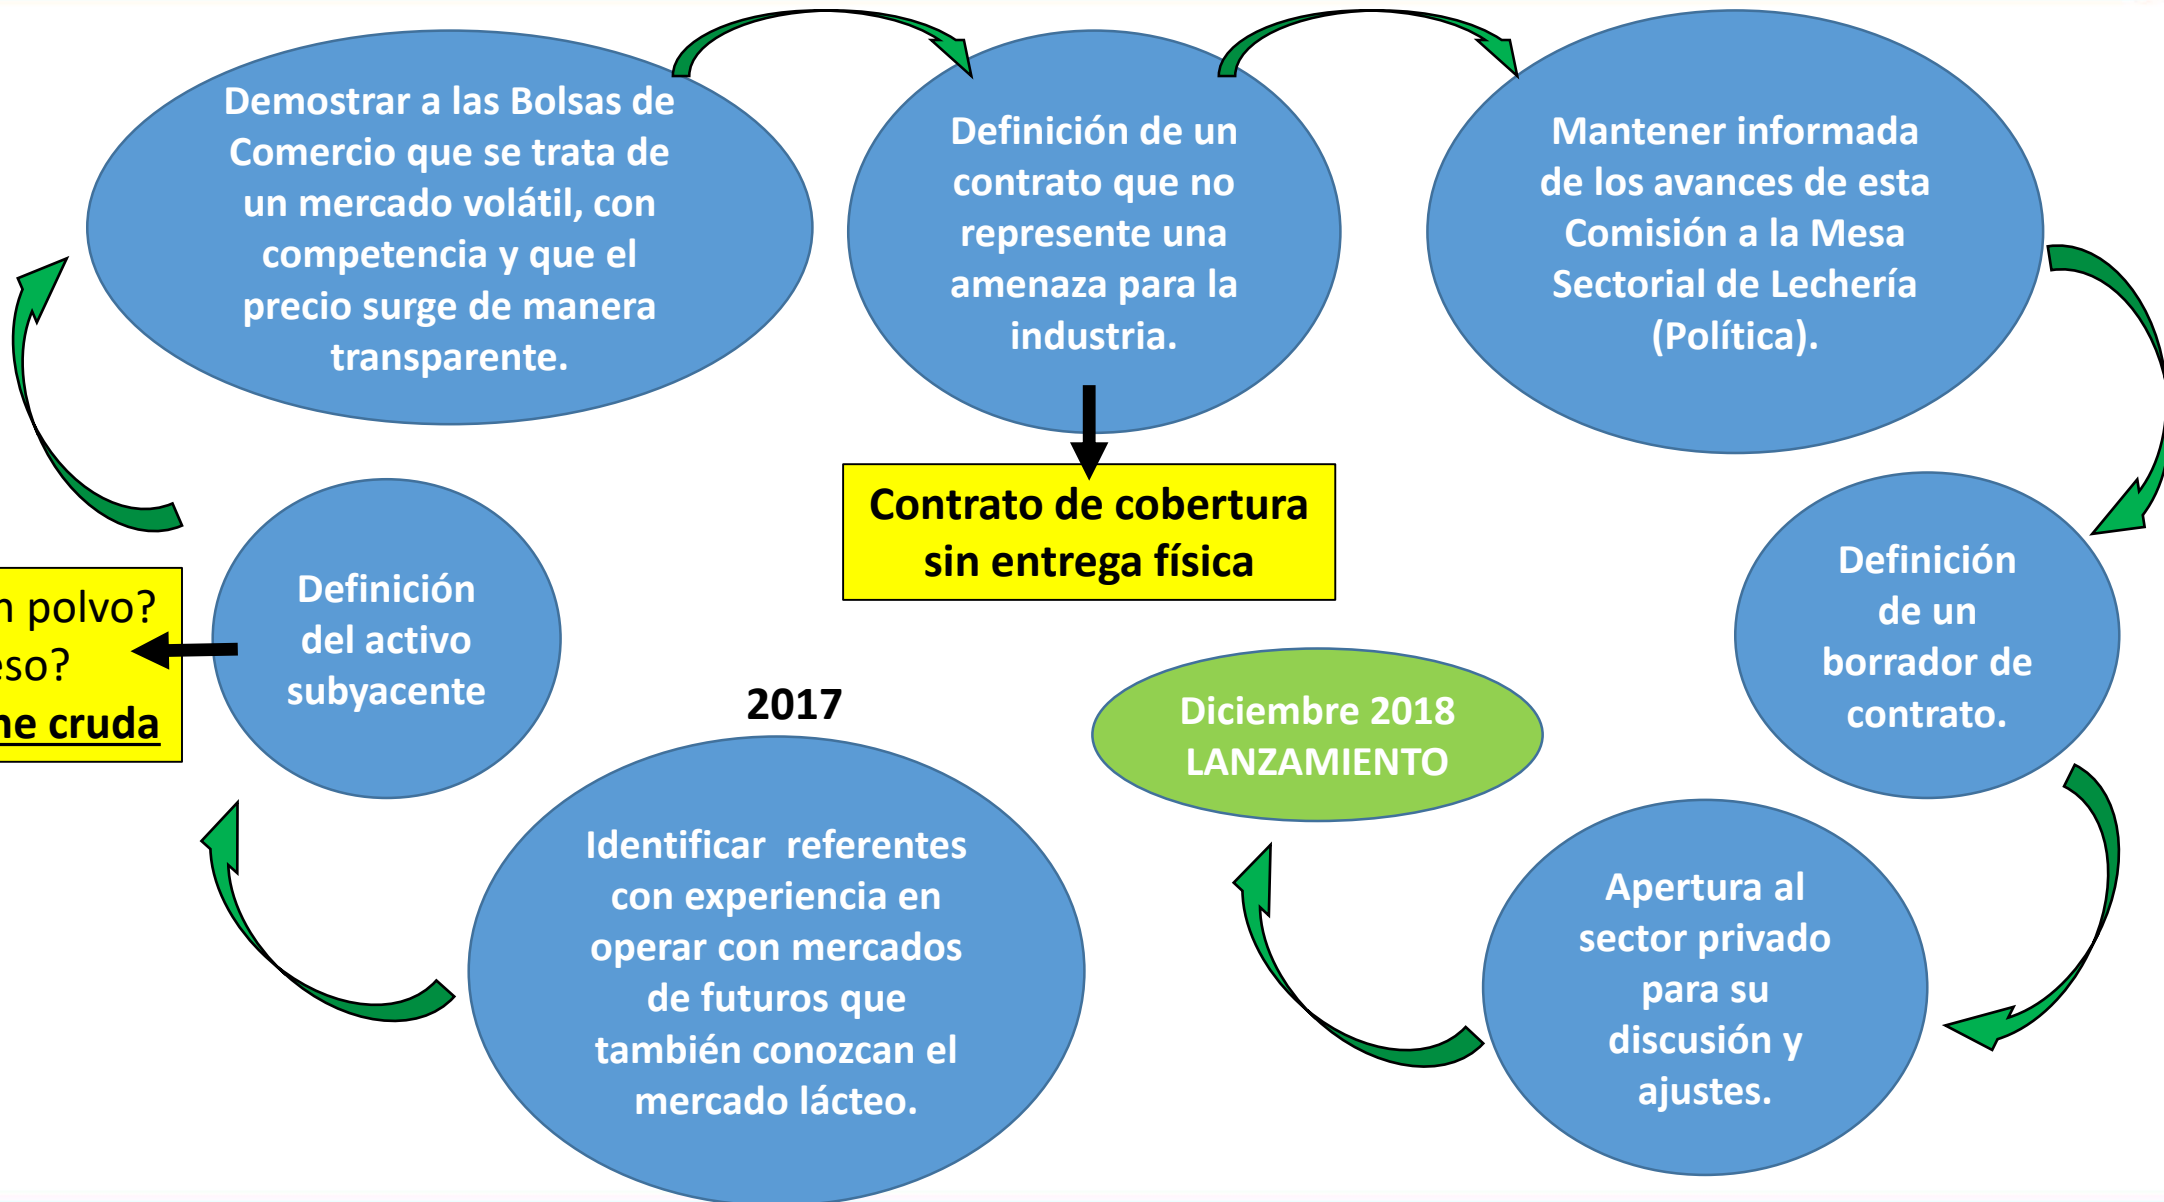 Demostrar a las Bolsas de
Comercio que se trata de
un mercado volátil, con
competencia y que el
precio surge de manera
transparente.
Definición de un
contrato que no
represente una
amenaza para la
industria.
Mantener informada
de los avances de esta
Comisión a la Mesa
Sectorial de Lechería
(Política).
Contrato de cobertura
sin entrega física
Definición
del activo
subyacente
polvo?
cruda
Definición
de un
borrador de
contrato.
2017
Diciembre 2018
LANZAMIENTO
Identificar referentes
con experiencia en
operar con mercados
de futuros que
también conozcan el
mercado lácteo.
Apertura al
sector privado
para su
discusión y
ajustes.